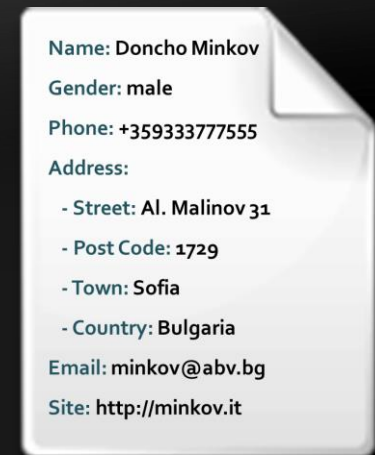 Name: Doncho Minkov
Gender: male
Phone: +359333777555
Address:
- Street: Al. Malinov 31
- Post Code: 1729
- Town: Sofia
- Country: Bulgaria
Email: minkov@abv.bg
Site: http://minkov.it